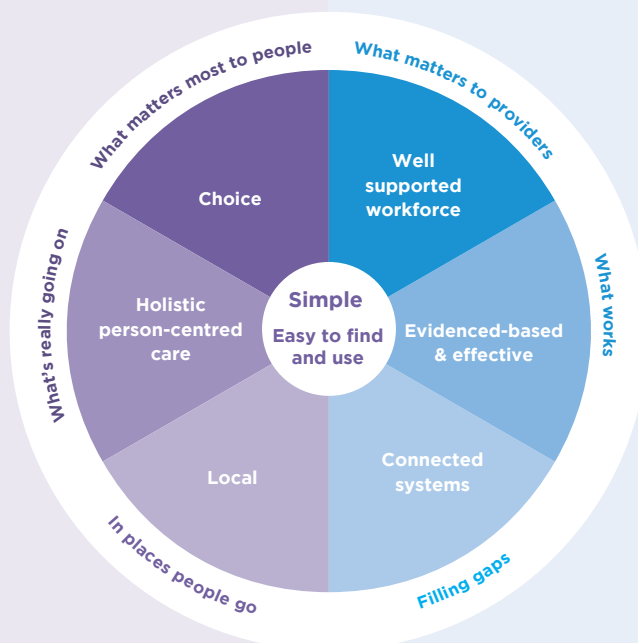 What matters most to people
What matters to providers
Choice
Well
supported
workforce
What's really going on
Holistic
person-centred
care
Simple
Easy to find
and use
Evidenced-based
& effective
What works
Local
Connected
systems
In places people go
Filling gaps